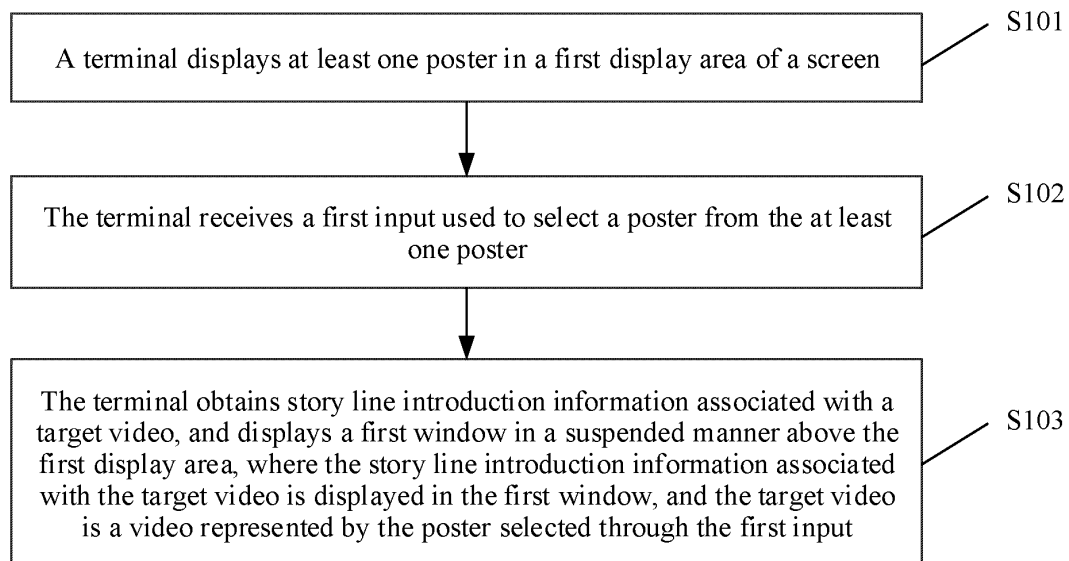 S101
A terminal displays at least one poster in a first display area of a screen
S102
The terminal receives a first input used to select a poster from the at least
one poster
S103
The terminal obtains story line introduction information associated with a
target video, and displays a first window in a suspended manner above the
first display area, where the story line introduction information associated
with the target video is displayed in the first window, and the target video
is a video represented by the poster selected through the first input